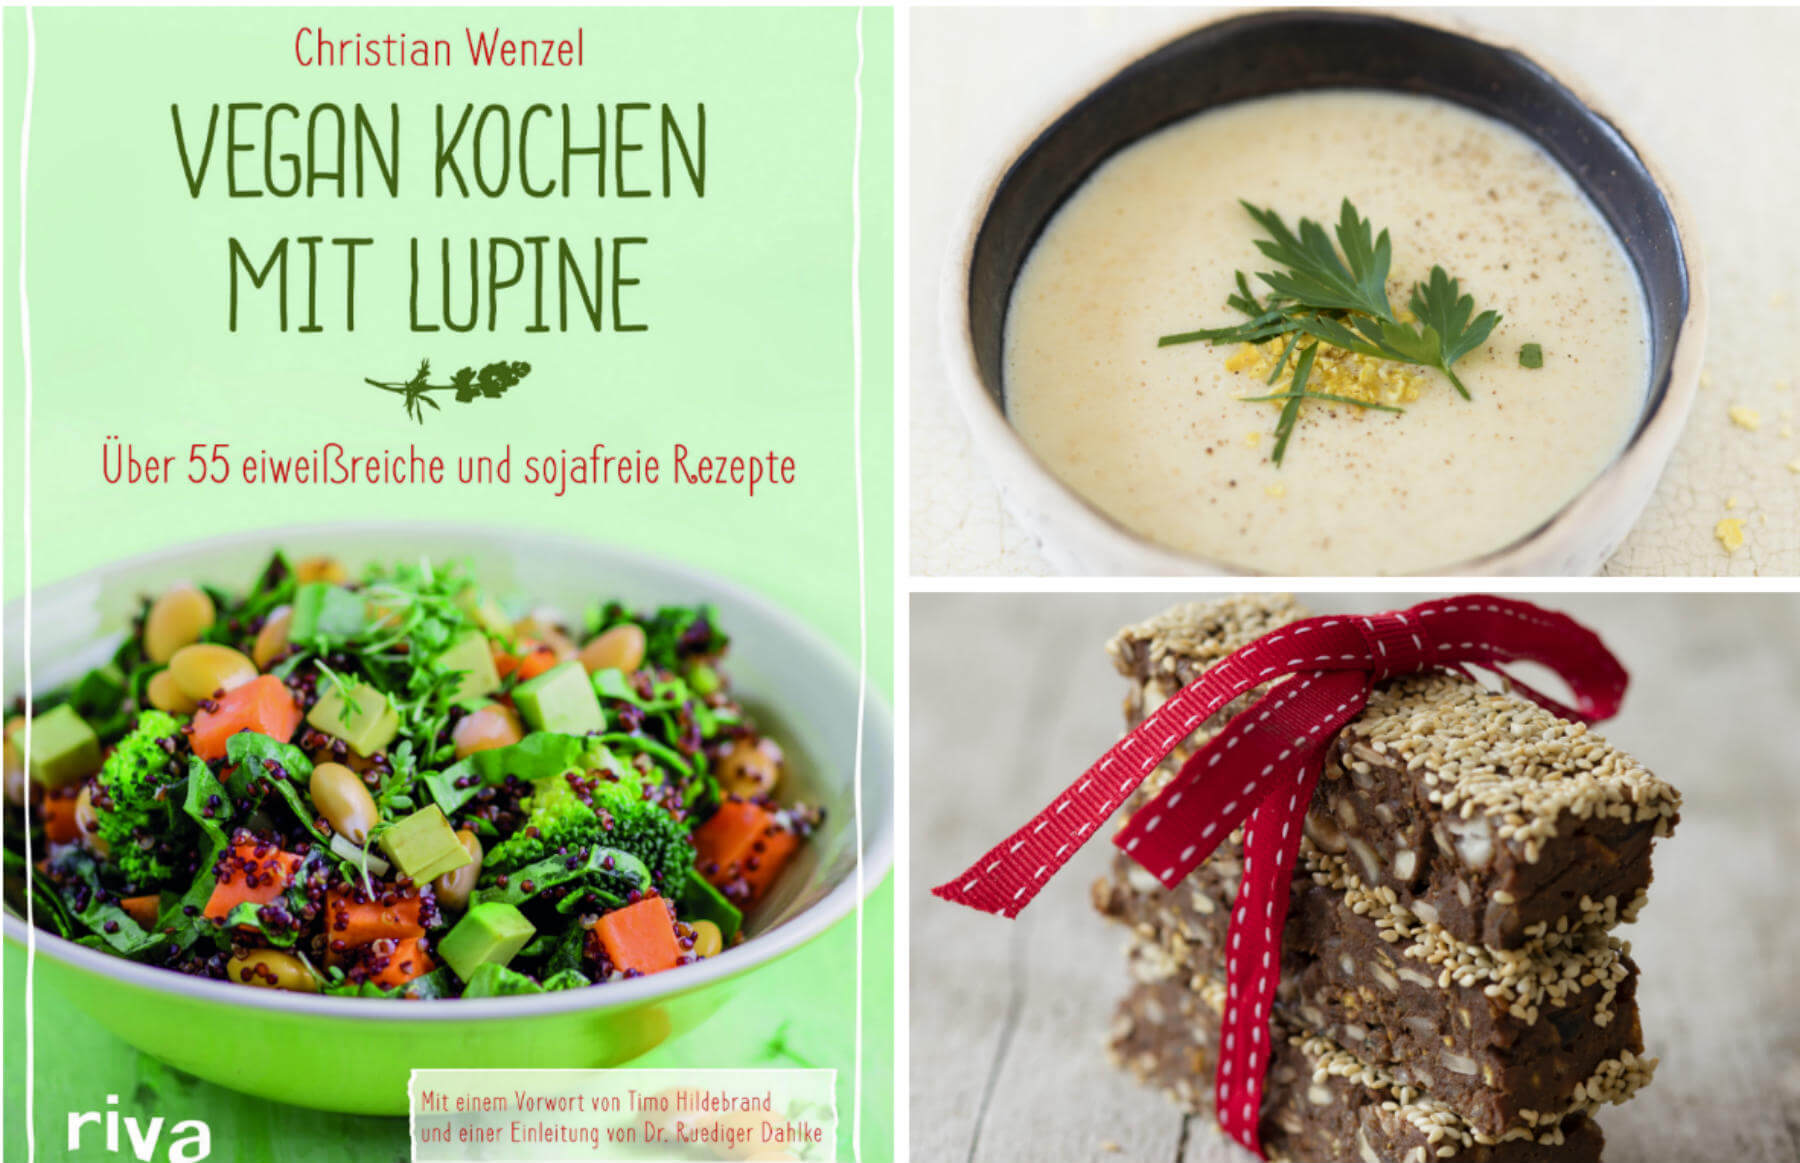 Christian Wenzel
VEGAN KOCHEN
MIT LUPINE
Über 55 eiweißreiche und sojafreie Rezepte
Mit einem Vorwort von Timo Hildebrand
und einer Einleitung von Dr. Ruediger Dahlke
riva